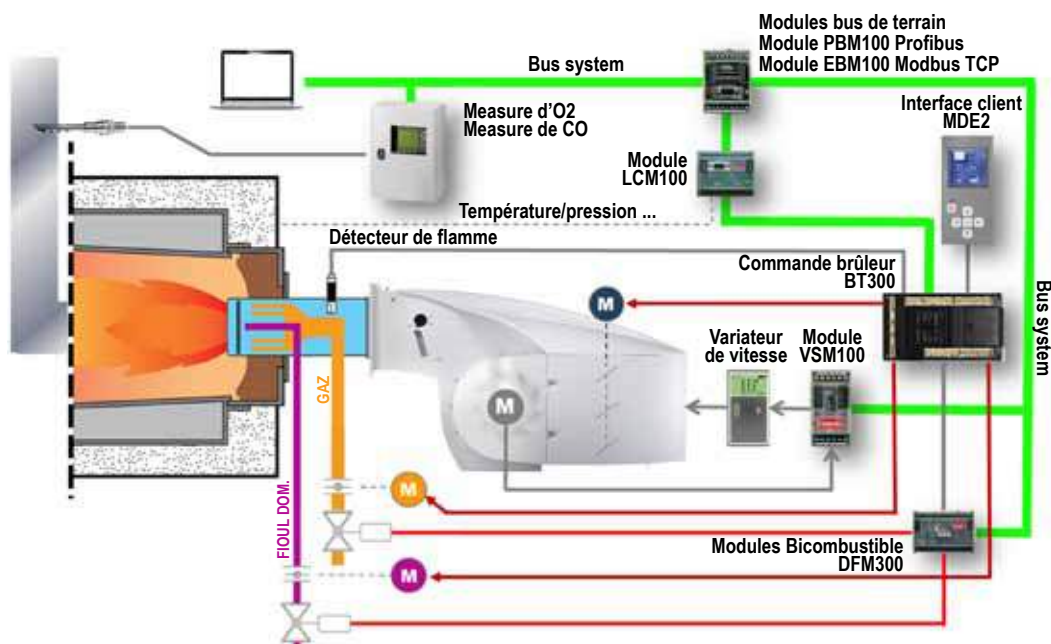 Modules bus de terrain
Module PBM100 Profibus
Module EBM100 Modbus TCP
Bus system
Interface client
MDE2
Measure d'O2
Measure de CO
Module
LCM100
Température/pression ...
Détecteur de flamme
Commande brûleur
BT300
Bus system
M
Variateur
de vitesse
Module
VSM100
GAZ
M
FIOUL DOM.
M
Modules Bicombustible
DFM300
M